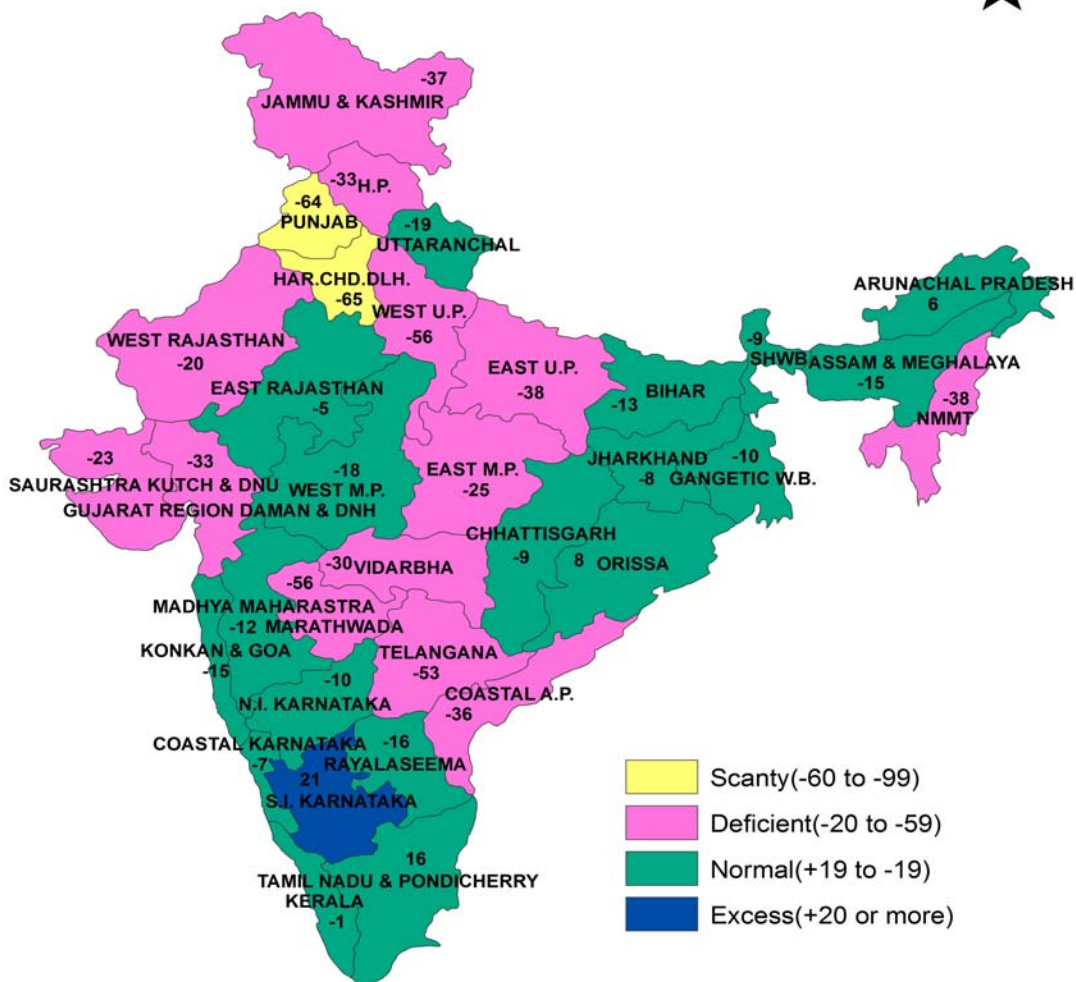 -37
JAMMU & KASHMIR
-33 H.P.
-64
PUNJAB
-19
UTTARANCHAL
HAR.CHD.DLH.
-65
WEST U.P.
-56
ARUNACHAL PRADESH
6
WEST RAJASTHAN
-20
EAST U.P.
-38
-9
SHWB
ASSAM & MEGHALAYA
-15
EAST RAJASTHAN
-5
BIHAR
-13
-38
NMMT
-23
SAURASHTRA KUTCH & DNU
-33
GUJARAT REGION DAMAN & DNH
-18
WEST M.P.
EAST M.P.
-25
JHARKHAND
-8
-10
GANGETIC W.B.
CHHATTISGARH
-9
8 ORISSA
-30 VIDARBHA
-56
MADHYA MAHARASTRA
-12 MARATHWADA
KONKAN & GOA
-15
TELANGANA
-53
-10
N.I. KARNATAKA
COASTAL A.P.
-36
COASTAL KARNATAKA
-7
-16
RAYALASEEMA
21
S.I. KARNATAKA
16
TAMIL NADU & PONDICHERRY
KERALA
-1
Scanty(-60 to -99)
Deficient(-20 to -59)
Normal(+19 to -19)
Excess(+20 or more)